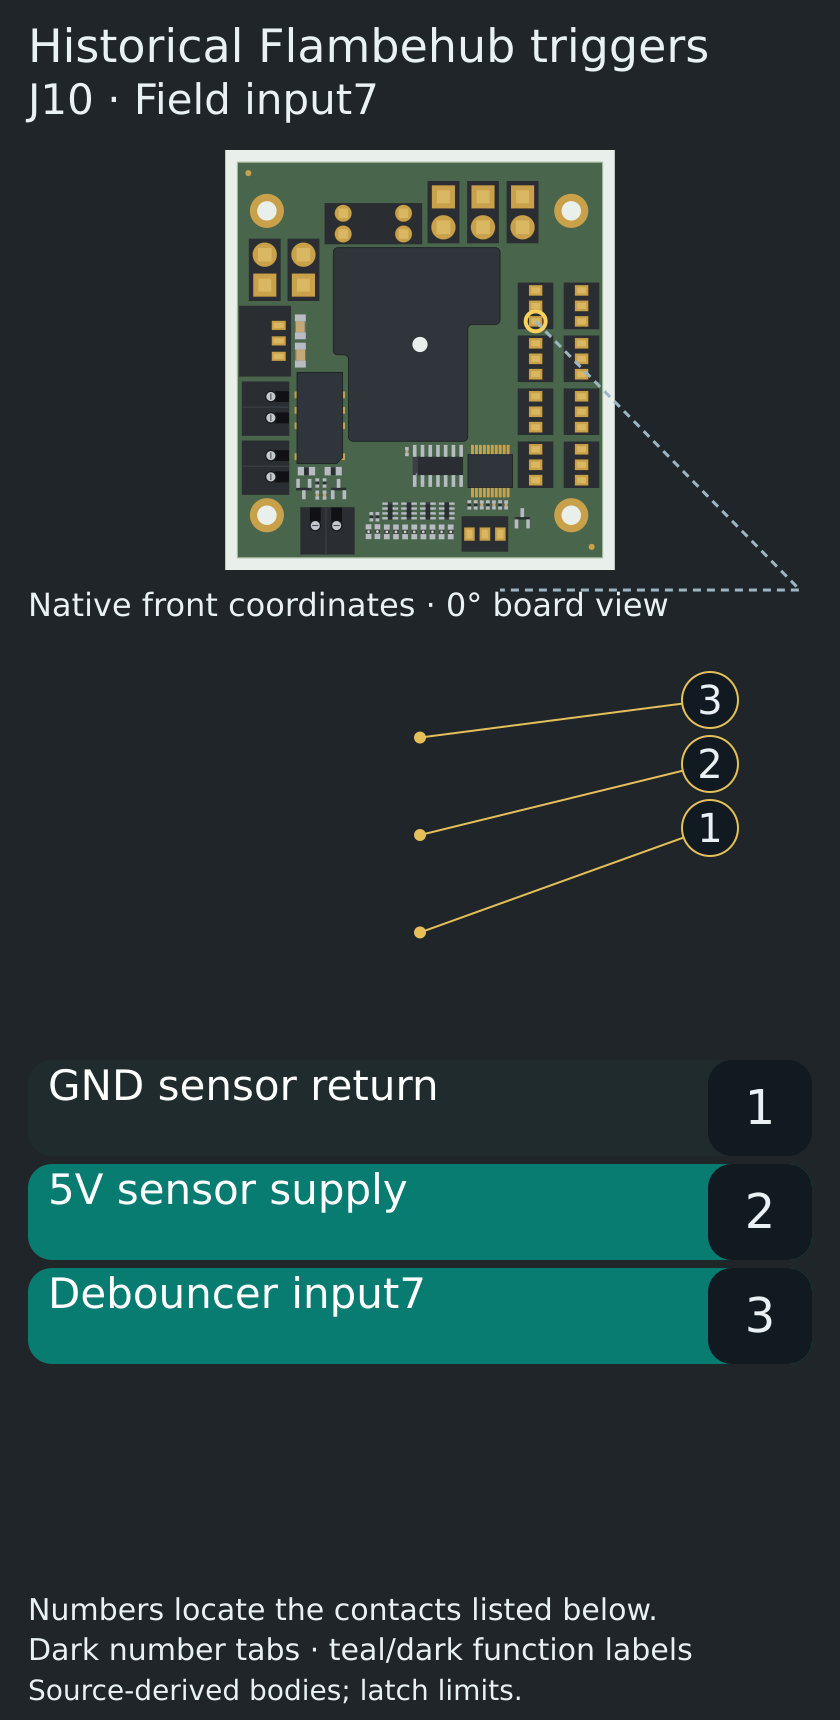 Historical Flambehub triggers
J10 · Field input7
Native front coordinates · 0° board view
3
2
1
GND sensor return 1
5V sensor supply 2
Debouncer input7 3
Numbers locate the contacts listed below.
Dark number tabs · teal/dark function labels
Source-derived bodies; latch limits.